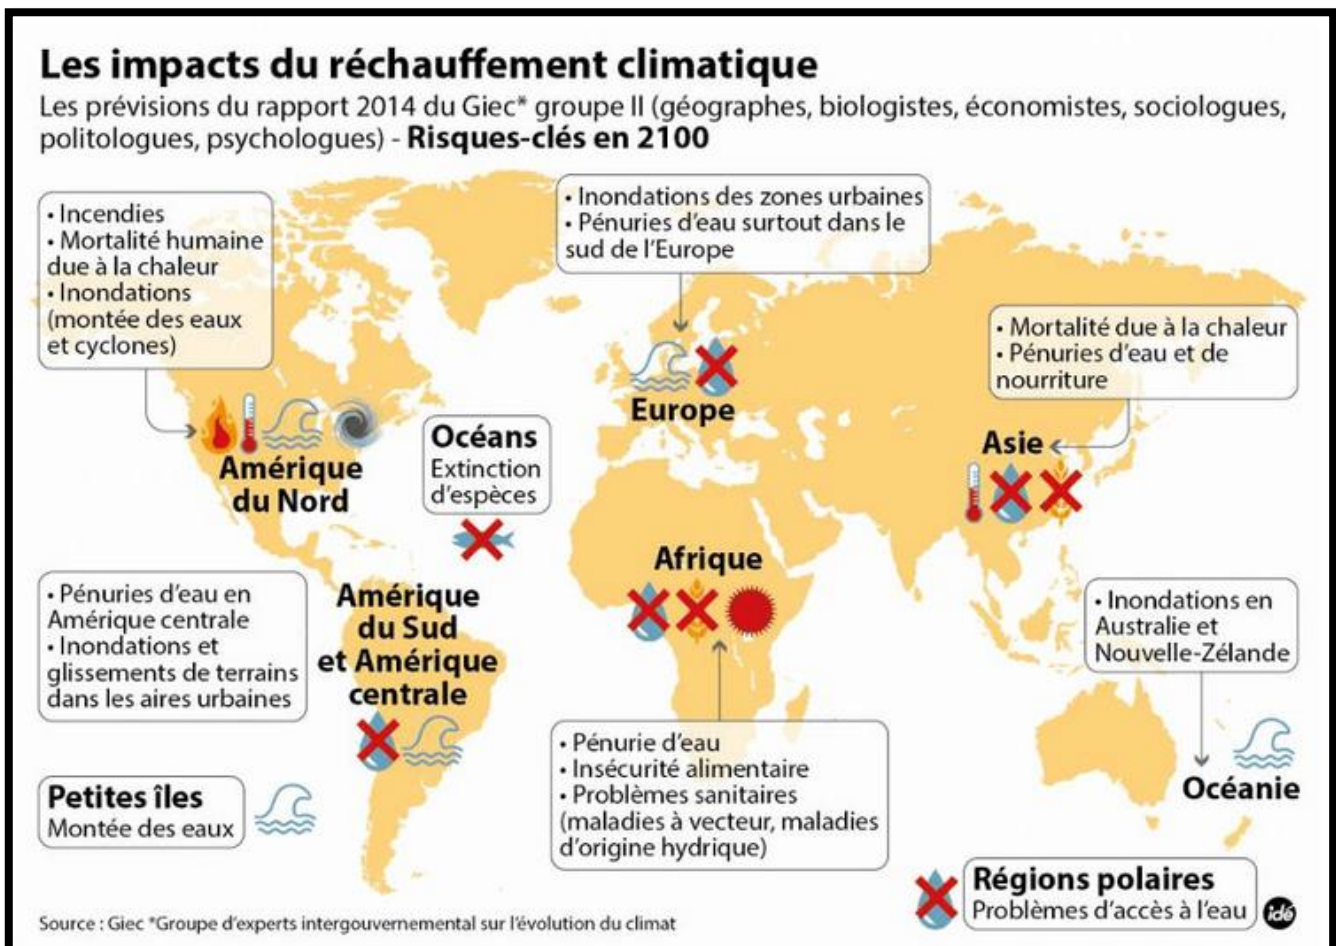 Les impacts du réchauffement climatique
Les prévisions du rapport 2014 du Giec* groupe II (géographes, biologistes, économistes, sociologues,
politologues, psychologues) - Risques-clés en 2100
• Incendies
• Mortalité humaine
due à la chaleur
• Inondations
(montée des eaux
et cyclones)
• Inondations des zones urbaines
• Pénuries d'eau surtout dans le
sud de l'Europe
• Mortalité due à la chaleur
• Pénuries d'eau et de
nourriture
Europe
Océans
Extinction
d'espèces
Asie
Amérique
du Nord
Afrique
• Pénuries d'eau en
Amérique centrale
• Inondations et
glissements de terrains
dans les aires urbaines
Amérique
du Sud
et Amérique
centrale
• Inondations en
Australie et
Nouvelle-Zélande
• Pénurie d'eau
• Insécurité alimentaire
• Problèmes sanitaires
(maladies à vecteur, maladies
d'origine hydrique)
Océanie
Petites îles
Montée des eaux
Régions polaires
Problèmes d'accès à l'eau
idé
Source : Giec *Groupe d'experts intergouvernemental sur l'évolution du climat